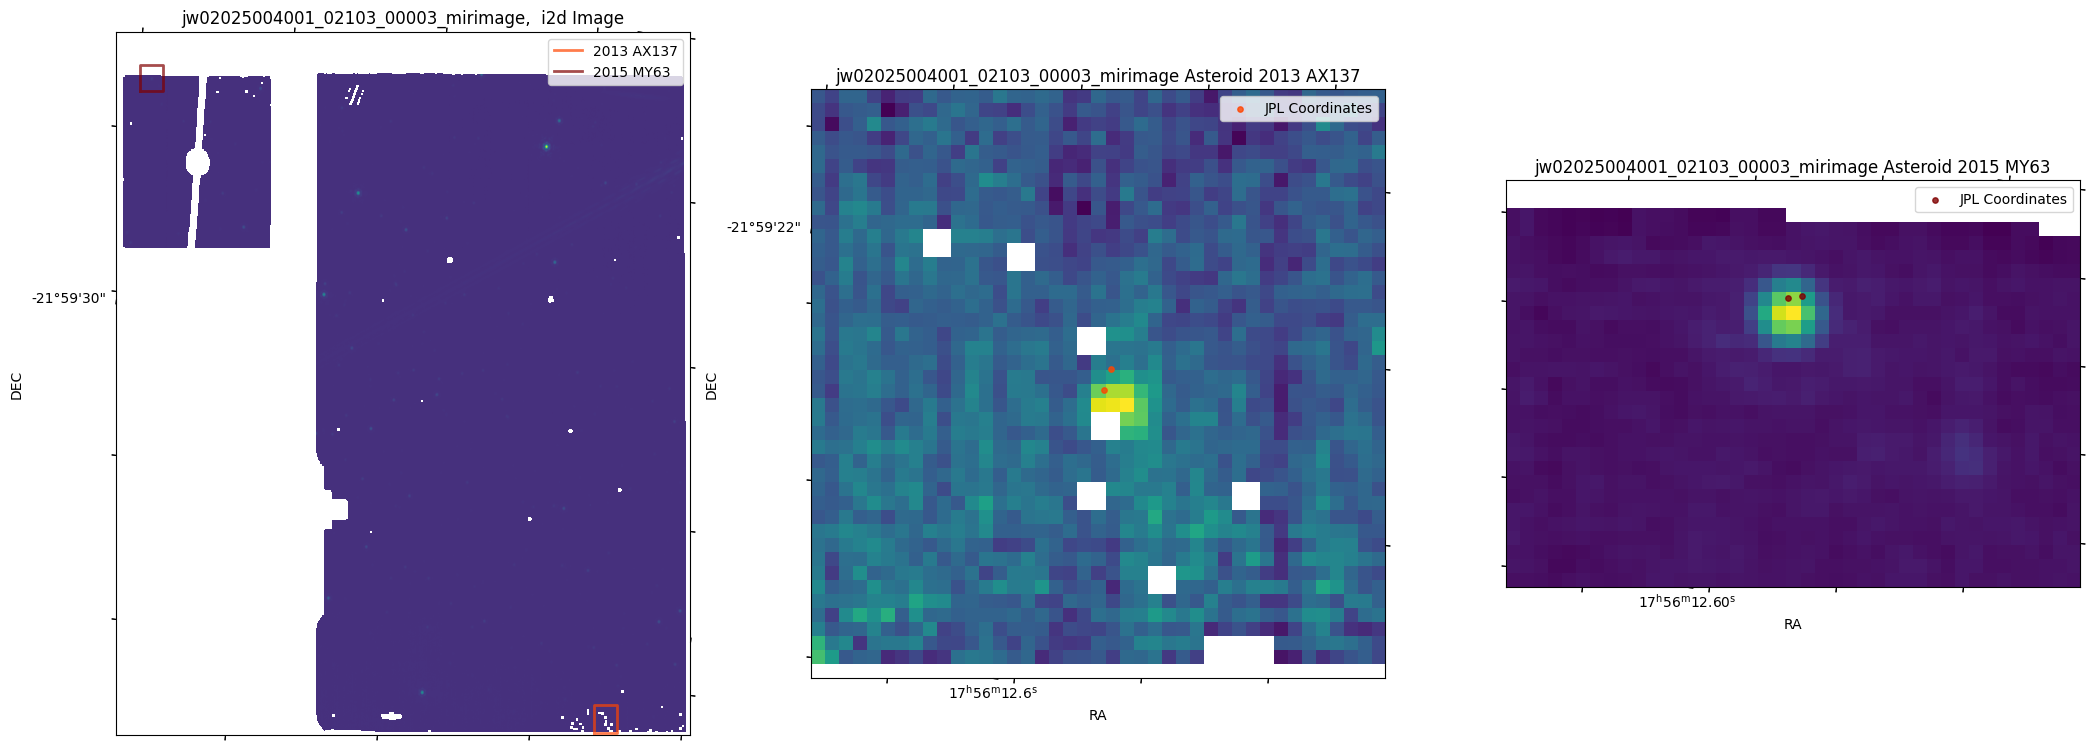 jw02025004001_02103_00003_mirimage,  i2d Image
2013 AX137
2015 MY63
-21°59'30"
DEC
jw02025004001_02103_00003_mirimage Asteroid 2013 AX137
JPL Coordinates
-21°59'22"
DEC
17h56m12.6s
RA
jw02025004001_02103_00003_mirimage Asteroid 2015 MY63
JPL Coordinates
17h56m12.60s
RA